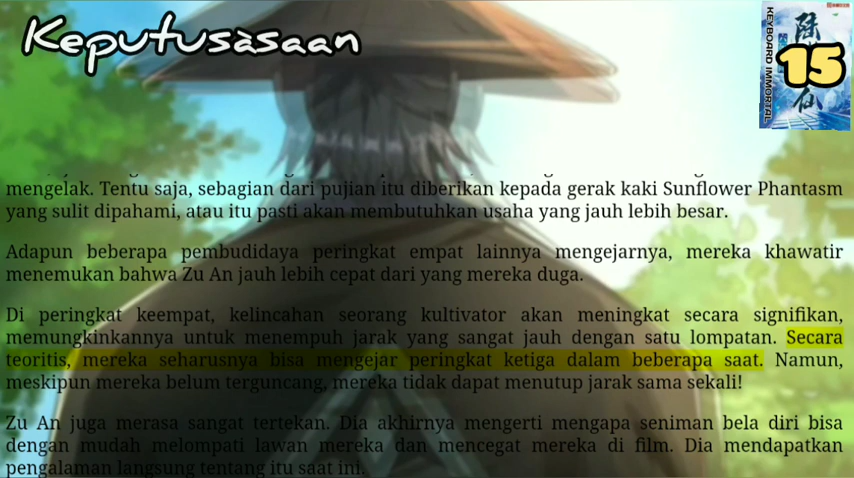 Keputusàsaan
KEYBOARD IMMORTAL
15
mengelak. Tentu saja, sebagian dari pujian itu diberikan kepada gerak kaki Sunflower Phantasm
yang sulit dipahami, atau itu pasti akan membutuhkan usaha yang jauh lebih besar.
Adapun beberapa pembudidaya peringkat empat lainnya mengejarnya, mereka khawatir
menemukan bahwa Zu An jauh lebih cepat dari yang mereka duga.
Di peringkat keempat, kelincahan seorang kultivator akan meningkat secara signifikan,
memungkinkannya untuk menempuh jarak yang sangat jauh dengan satu lompatan. Secara
teoritis, mereka seharusnya bisa mengejar peringkat ketiga dalam beberapa saat. Namun,
meskipun mereka belum terguncang, mereka tidak dapat menutup jarak sama sekali!
Zu An juga merasa sangat tertekan. Dia akhirnya mengerti mengapa seniman bela diri bisa
dengan mudah melompati lawan mereka dan mencegat mereka di film. Dia mendapatkan
pengalaman langsung tentang itu saat ini.